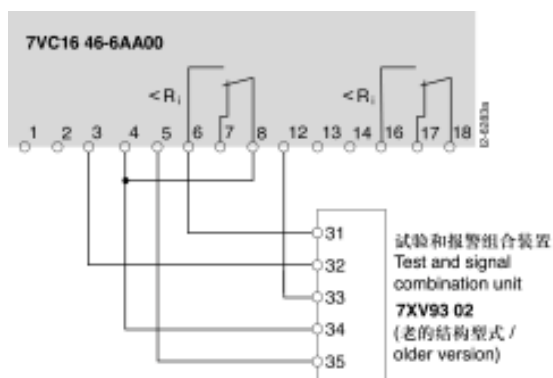 7VC16 46-6AA00
< Ri < Ri
1 2 3 4 5 6 7 8 12 13 14 16 17 18
I2-6283a
31
32
33
34
35
试验和报警组合装置
Test and signal
combination unit
7XV93 02
(老的结构型式 /
older version)